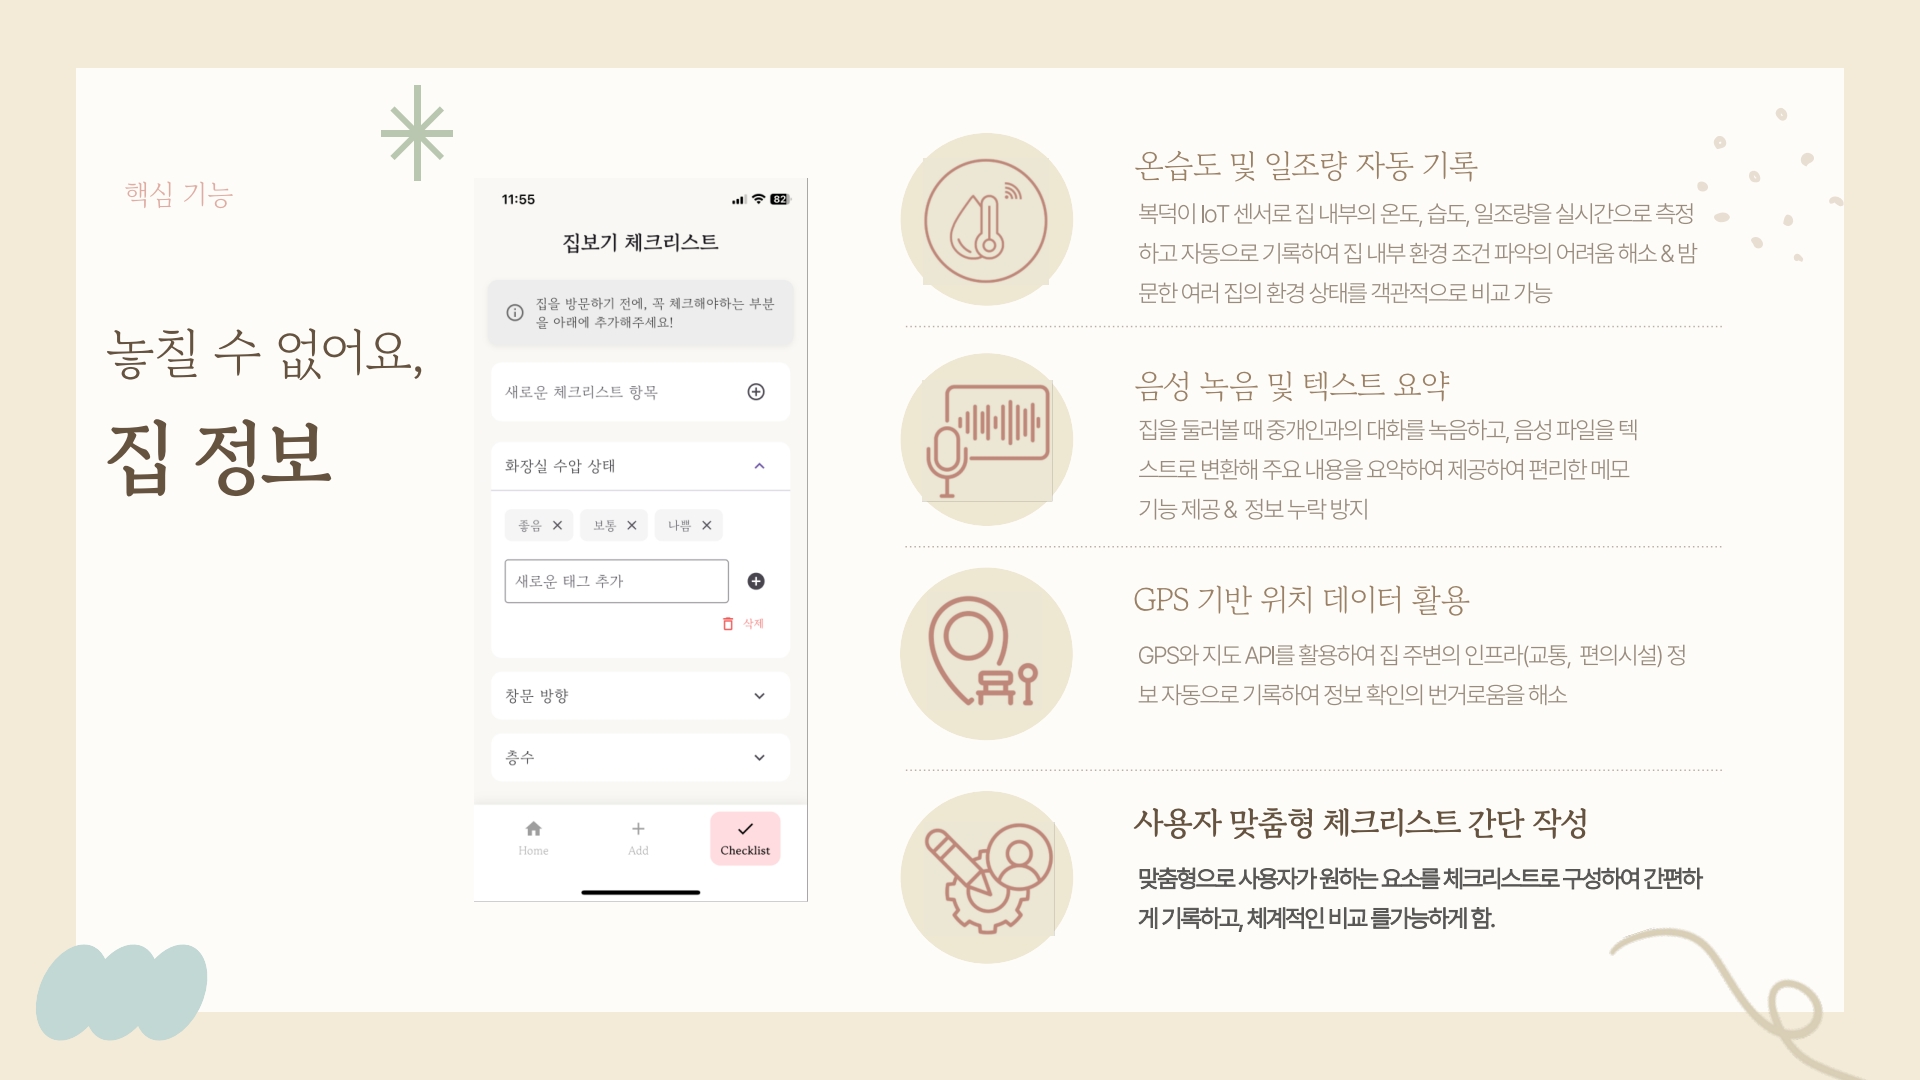 핵심 기능
놓칠 수 없어요,
집 정보
11:55
82
집보기 체크리스트
집을 방문하기 전에, 꼭 체크해야하는 부분
을 아래에 추가해주세요!
새로운 체크리스트 항목
화장실 수압 상태
좋음
보통
나쁨
새로운 태그 추가
삭제
창문 방향
층수
Home
Add
Checklist
온습도 및 일조량 자동 기록
복덕이 IoT 센서로 집 내부의 온도, 습도, 일조량을 실시간으로 측정
하고 자동으로 기록하여 집 내부 환경 조건 파악의 어려움 해소 & 방
문한 여러 집의 환경 상태를 객관적으로 비교 가능
음성 녹음 및 텍스트 요약
집을 둘러볼 때 중개인과의 대화를 녹음하고, 음성 파일을 텍
스트로 변환해 주요 내용을 요약하여 제공하여 편리한 메모
기능 제공 & 정보 누락 방지
GPS 기반 위치 데이터 활용
GPS와 지도 API를 활용하여 집 주변의 인프라(교통, 편의시설) 정
보 자동으로 기록하여 정보 확인의 번거로움을 해소
사용자 맞춤형 체크리스트 간단 작성
맞춤형으로 사용자가 원하는 요소를 체크리스트로 구성하여 간편하
게 기록하고, 체계적인 비교 를가능하게 함.